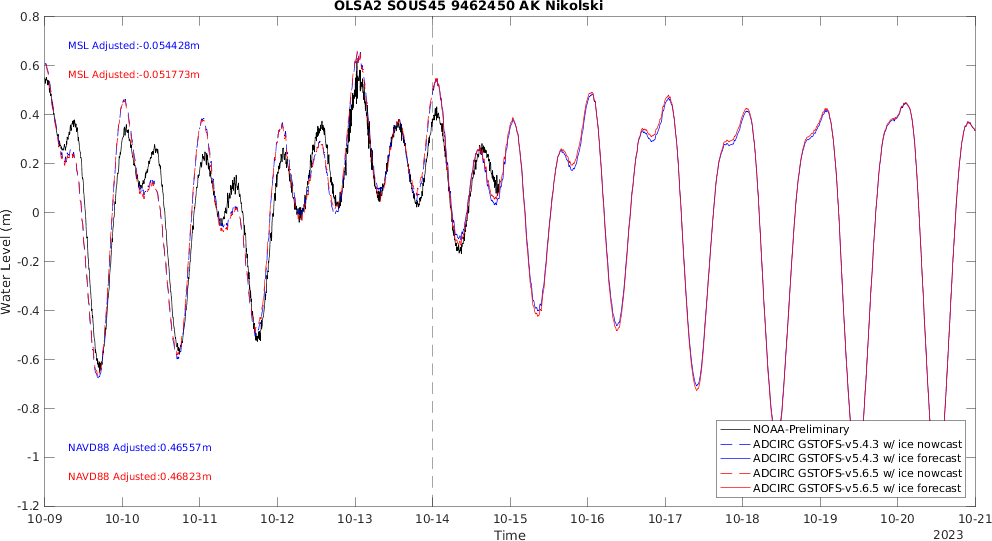 OLSA2 SOUS45 9462450 AK Nikolski
MSL Adjusted:-0.054428m
MSL Adjusted:-0.051773m
NAVD88 Adjusted:0.46557m
NAVD88 Adjusted:0.46823m
Water Level (m)
0.8
0.6
0.4
0.2
0
-0.2
-0.4
-0.6
-0.8
-1
-1.2
NOAA-Preliminary
ADCIRC GSTOFS-v5.4.3 w/ ice nowcast
ADCIRC GSTOFS-v5.4.3 w/ ice forecast
ADCIRC GSTOFS-v5.6.5 w/ ice nowcast
ADCIRC GSTOFS-v5.6.5 w/ ice forecast
10-09 10-10 10-11 10-12 10-13 10-14 10-15 10-16 10-17 10-18 10-19 10-20 10-21
Time
2023